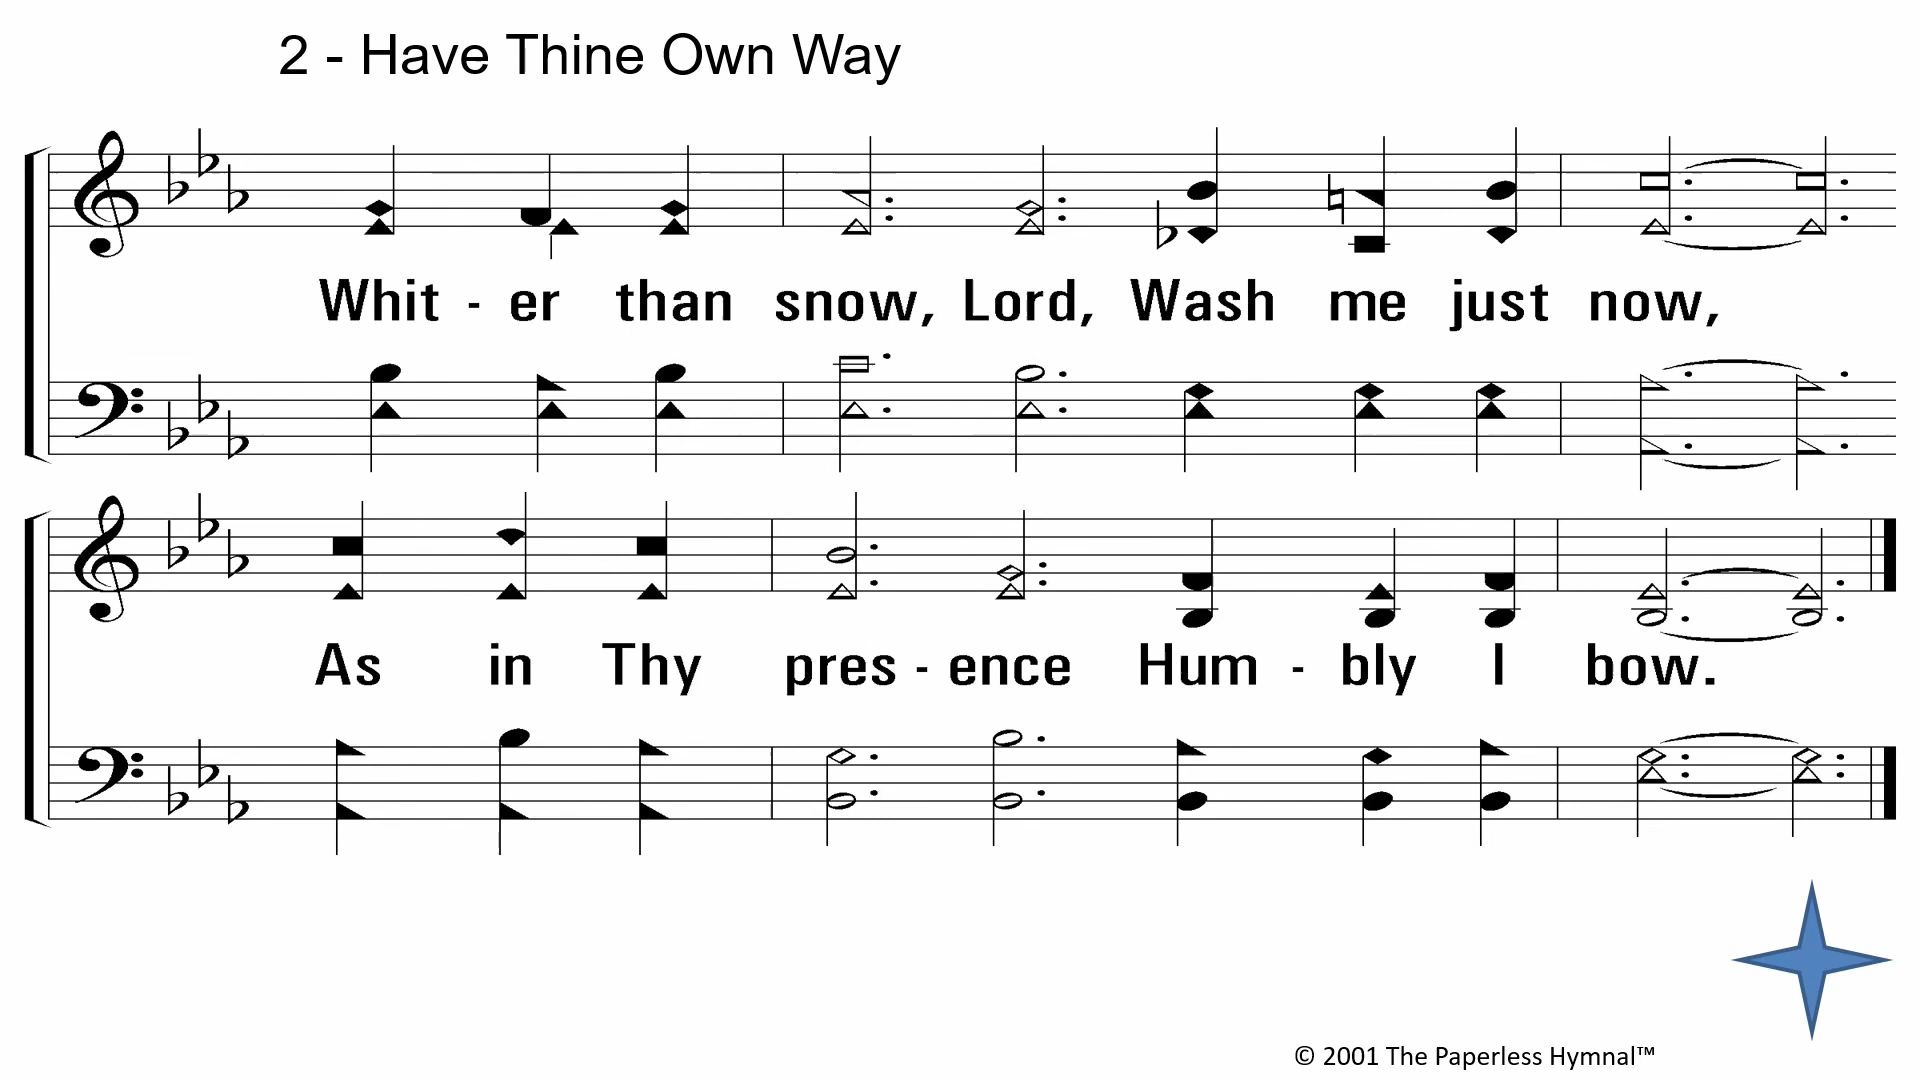 2 - Have Thine Own Way
Whit - er than snow, Lord, Wash me just now,
As in Thy pres - ence Hum - bly I bow.
© 2001 The Paperless Hymnal™